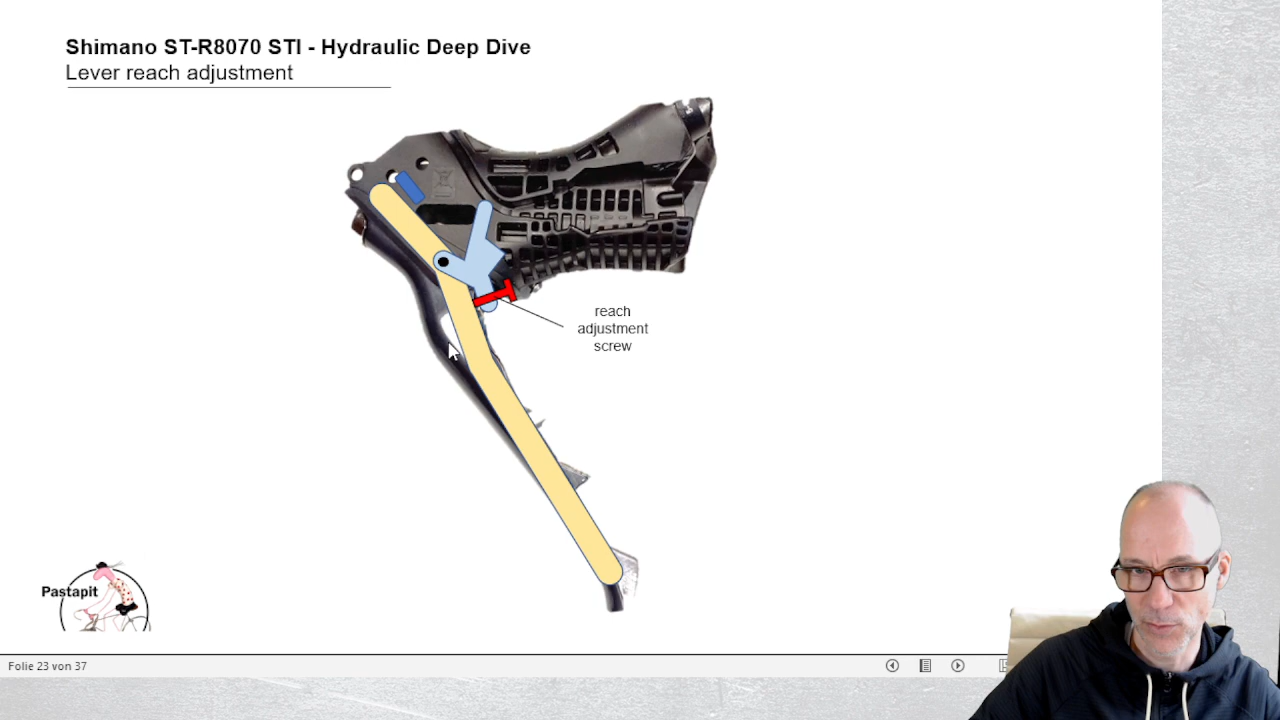 Shimano ST-R8070 STI - Hydraulic Deep Dive
Lever reach adjustment
reach
adjustment
screw
Pastapit
Folie 23 von 37